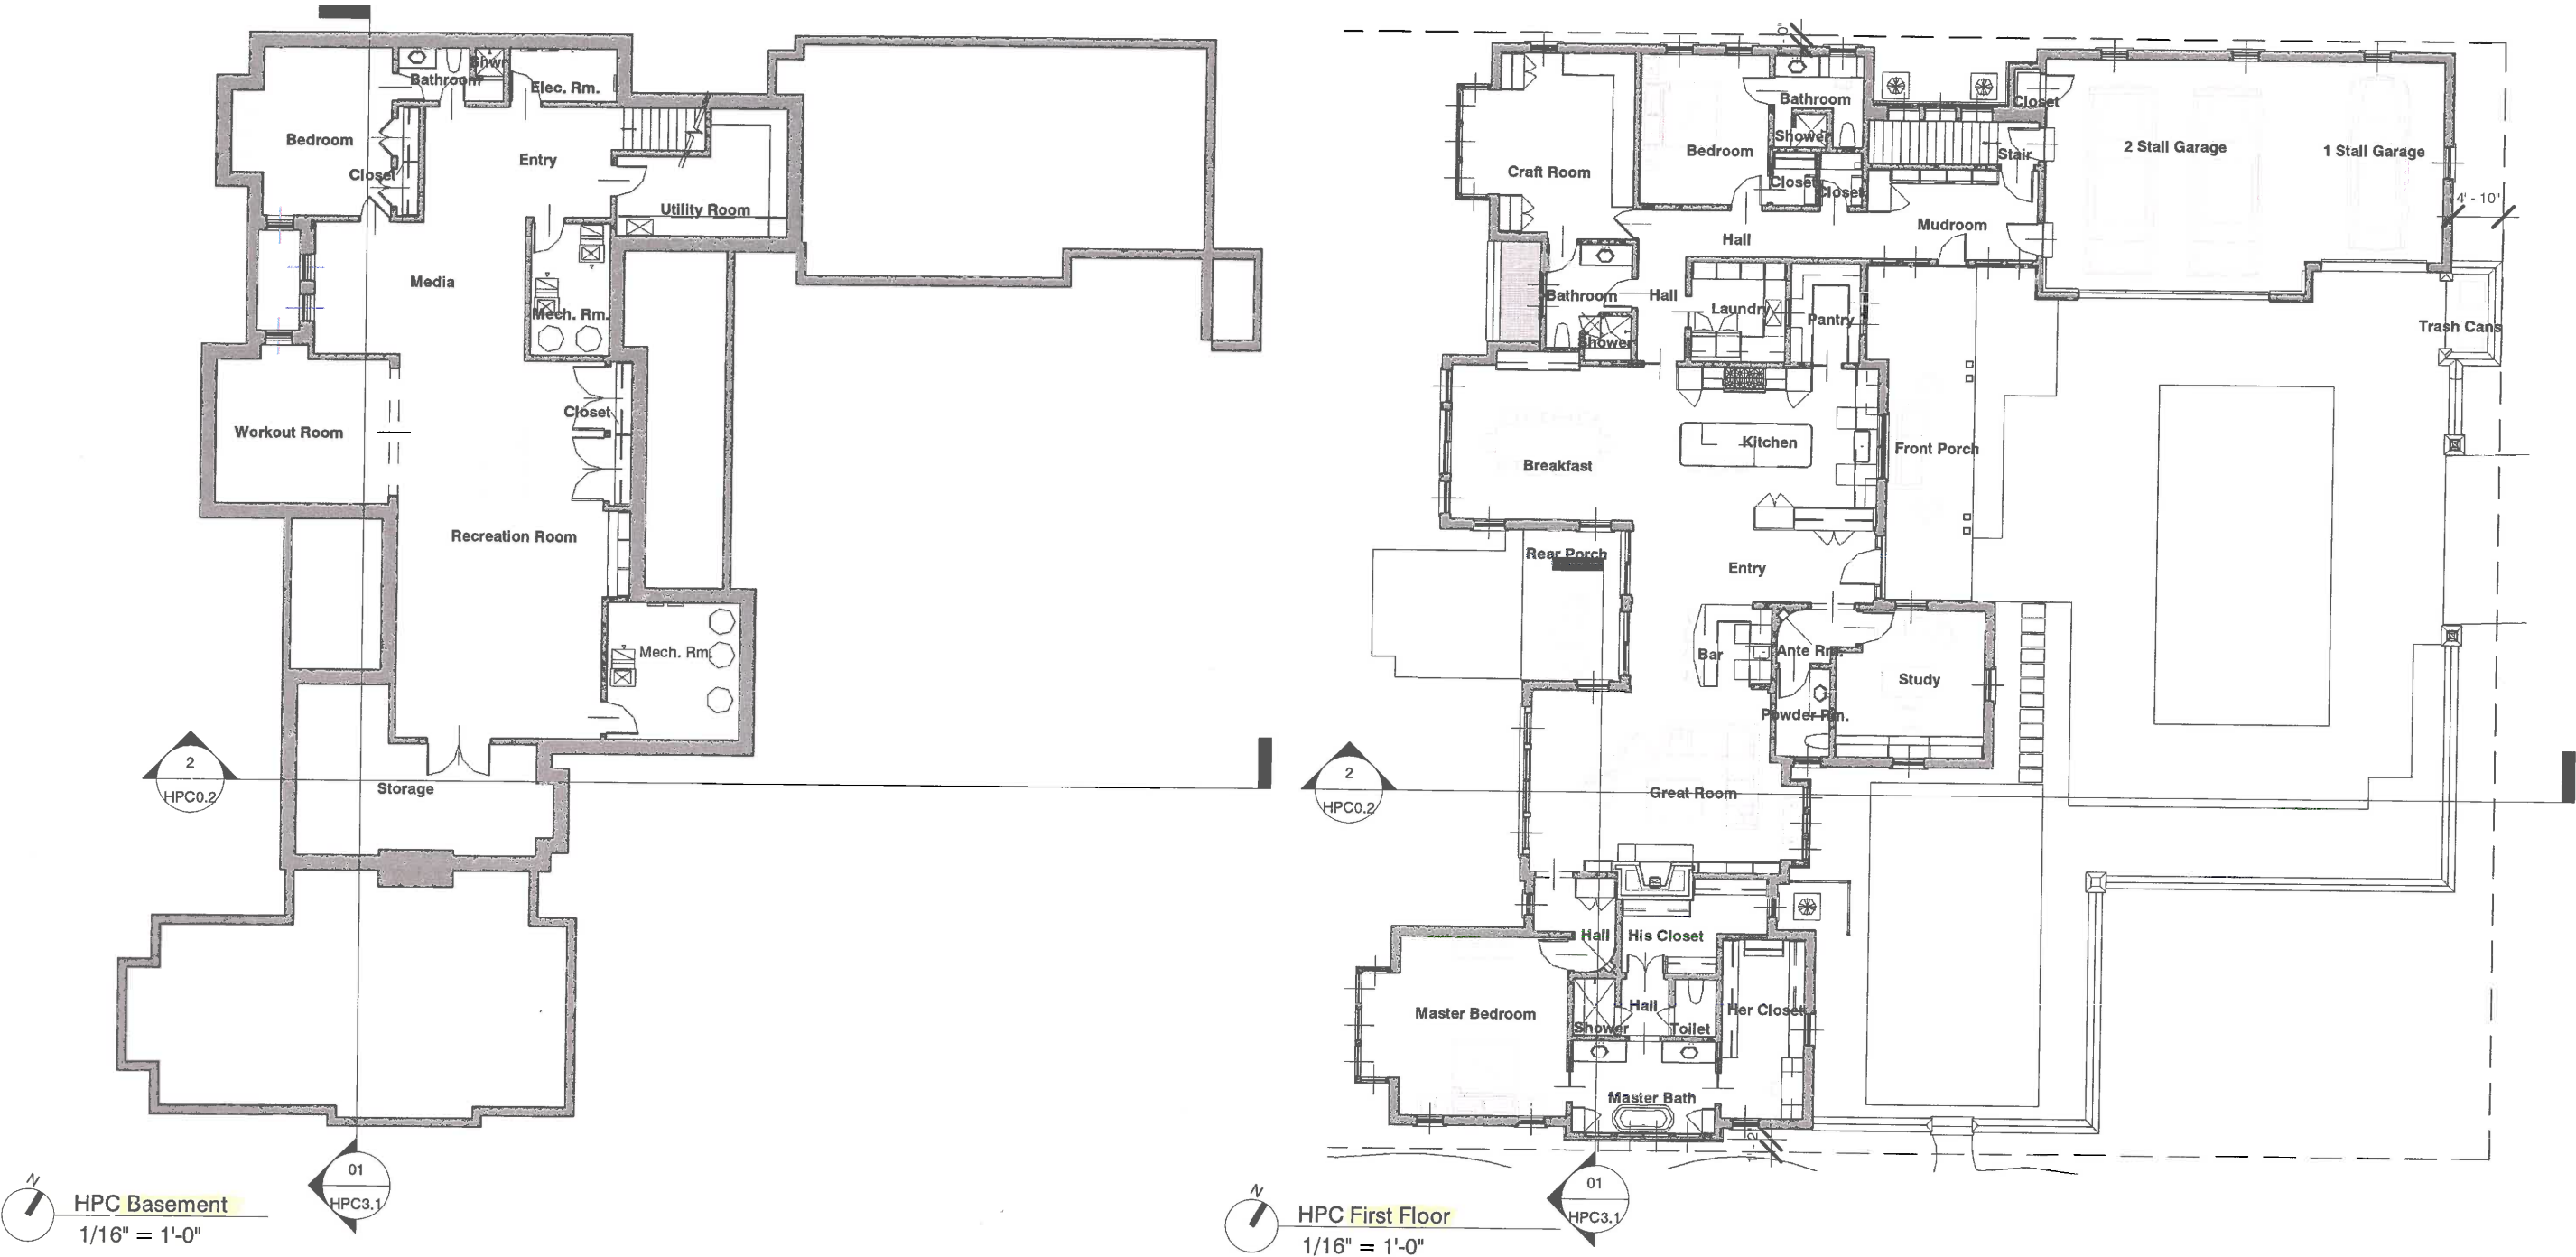 Shwr
Bathroom
Elec. Rm.
Bedroom
Entry
Closet
Utility Room
Media
Mech. Rm.
Closet
Workout Room
Recreation Room
Mech. Rm.
2
HPC0.2
Storage
01
HPC3.1
N
HPC Basement
1/16" = 1'-0"
Closet
Bathroom
Shower
Stair
2 Stall Garage
1 Stall Garage
Bedroom
Craft Room
Closet
Closet
4' - 10"
Mudroom
Hall
Bathroom
Hall
Laundry
Pantry
Trash Cans
Shower
Kitchen
Front Porch
Breakfast
Rear Porch
Entry
Bar
Ante Rm.
Study
Powder Rm.
2
HPC0.2
Great Room
Hall
His Closet
Master Bedroom
Hall
Her Closet
Shower
Toilet
Master Bath
01
HPC3.1
N
HPC First Floor
1/16" = 1'-0"